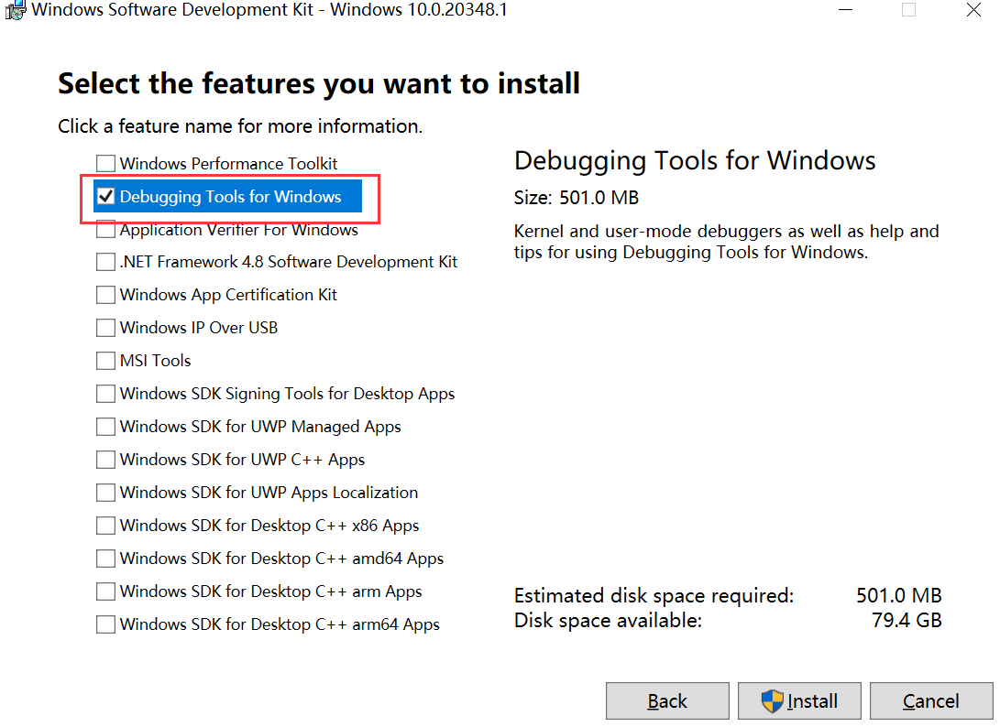 Windows Software Development Kit - Windows 10.0.20348.1
Select the features you want to install
Click a feature name for more information.
Windows Performance Toolkit
Debugging Tools for Windows
Application Verifier For Windows
.NET Framework 4.8 Software Development Kit
Windows App Certification Kit
Windows IP Over USB
MSI Tools
Windows SDK Signing Tools for Desktop Apps
Windows SDK for UWP Managed Apps
Windows SDK for UWP C++ Apps
Windows SDK for UWP Apps Localization
Windows SDK for Desktop C++ x86 Apps
Windows SDK for Desktop C++ amd64 Apps
Windows SDK for Desktop C++ arm Apps
Windows SDK for Desktop C++ arm64 Apps
Debugging Tools for Windows
Size: 501.0 MB
Kernel and user-mode debuggers as well as help and
tips for using Debugging Tools for Windows.
Estimated disk space required: 501.0 MB
Disk space available: 79.4 GB
Back
Install
Cancel